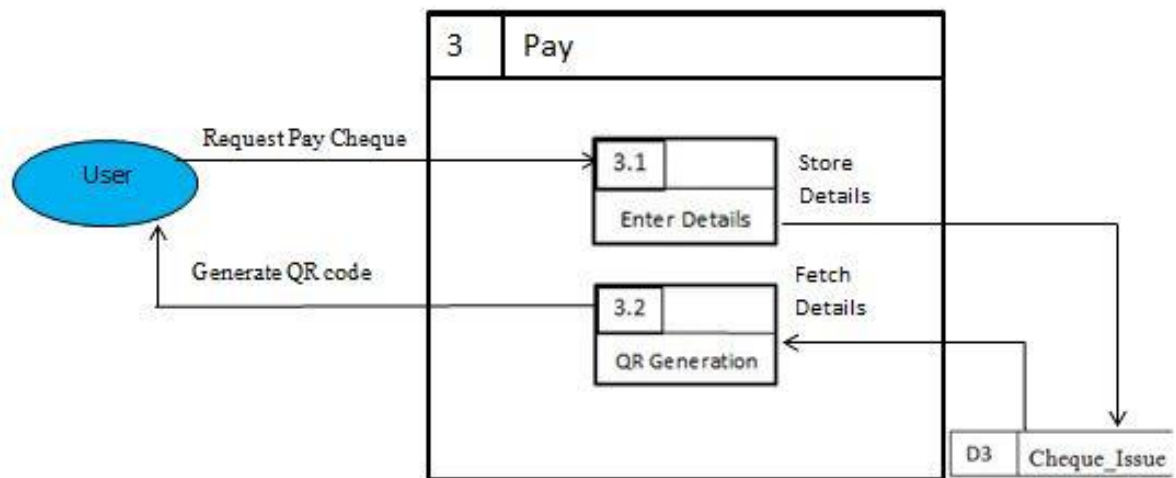 3 Pay
Request Pay Cheque
User
3.1
Enter Details
Store
Details
Generate QR code
3.2
QR Generation
Fetch
Details
D3 Cheque_Issue